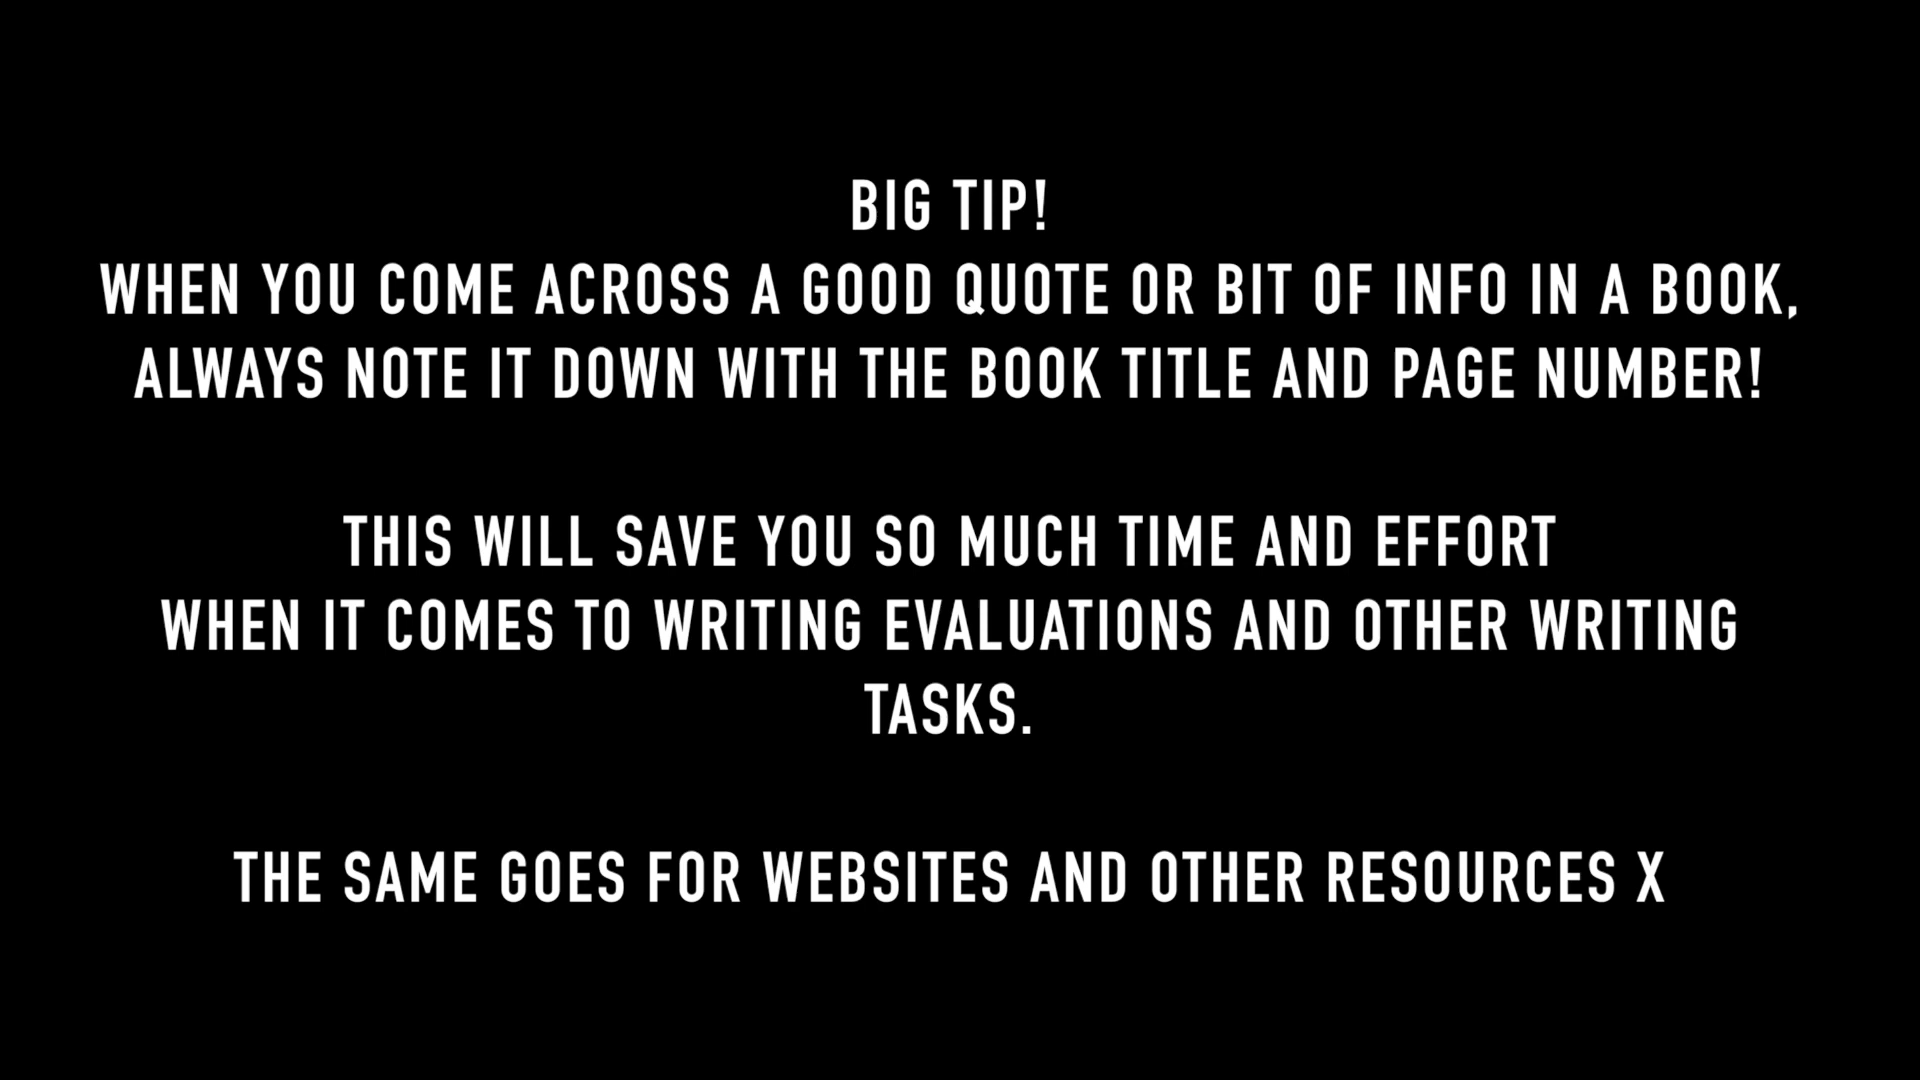 BIG TIP!
WHEN YOU COME ACROSS A GOOD QUOTE OR BIT OF INFO IN A BOOK,
ALWAYS NOTE IT DOWN WITH THE BOOK TITLE AND PAGE NUMBER!
THIS WILL SAVE YOU SO MUCH TIME AND EFFORT
WHEN IT COMES TO WRITING EVALUATIONS AND OTHER WRITING
TASKS.
THE SAME GOES FOR WEBSITES AND OTHER RESOURCES X